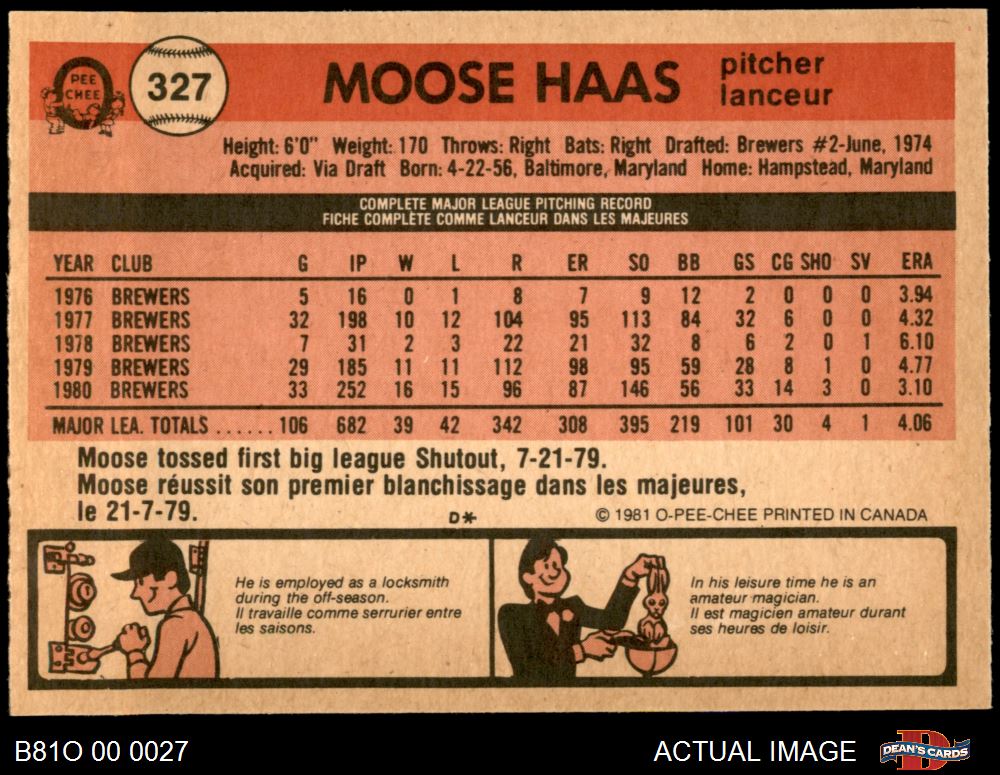 O
PEE
CHEE
327
MOOSE HAAS
pitcher
lanceur
Height: 6'0" Weight: 170 Throws: Right Bats: Right Drafted: Brewers #2-June, 1974
Acquired: Via Draft Born: 4-22-56, Baltimore, Maryland Home: Hampstead, Maryland
COMPLETE MAJOR LEAGUE PITCHING RECORD
FICHE COMPLÈTE COMME LANCEUR DANS LES MAJEURES
YEAR CLUB G IP W L R ER SO BB GS CG SHO SV ERA
1976 BREWERS 5 16 0 1 8 7 9 12 2 0 0 0 3.94
1977 BREWERS 32 198 10 12 104 95 113 84 32 6 0 0 4.32
1978 BREWERS 7 31 2 3 22 21 32 8 6 2 0 1 6.10
1979 BREWERS 29 185 11 11 112 98 95 59 28 8 1 0 4.77
1980 BREWERS 33 252 16 15 96 87 146 56 33 14 3 0 3.10
MAJOR LEA. TOTALS ...... 106 682 39 42 342 308 395 219 101 30 4 1 4.06
Moose tossed first big league Shutout, 7-21-79.
Moose réussit son premier blanchissage dans les majeures,
le 21-7-79.
D* © 1981 O-PEE-CHEE PRINTED IN CANADA
He is employed as a locksmith
during the off-season.
Il travaille comme serrurier entre
les saisons.
In his leisure time he is an
amateur magician.
Il est magicien amateur durant
ses heures de loisir.
B81O 00 0027
ACTUAL IMAGE
D
DEAN'S CARDS